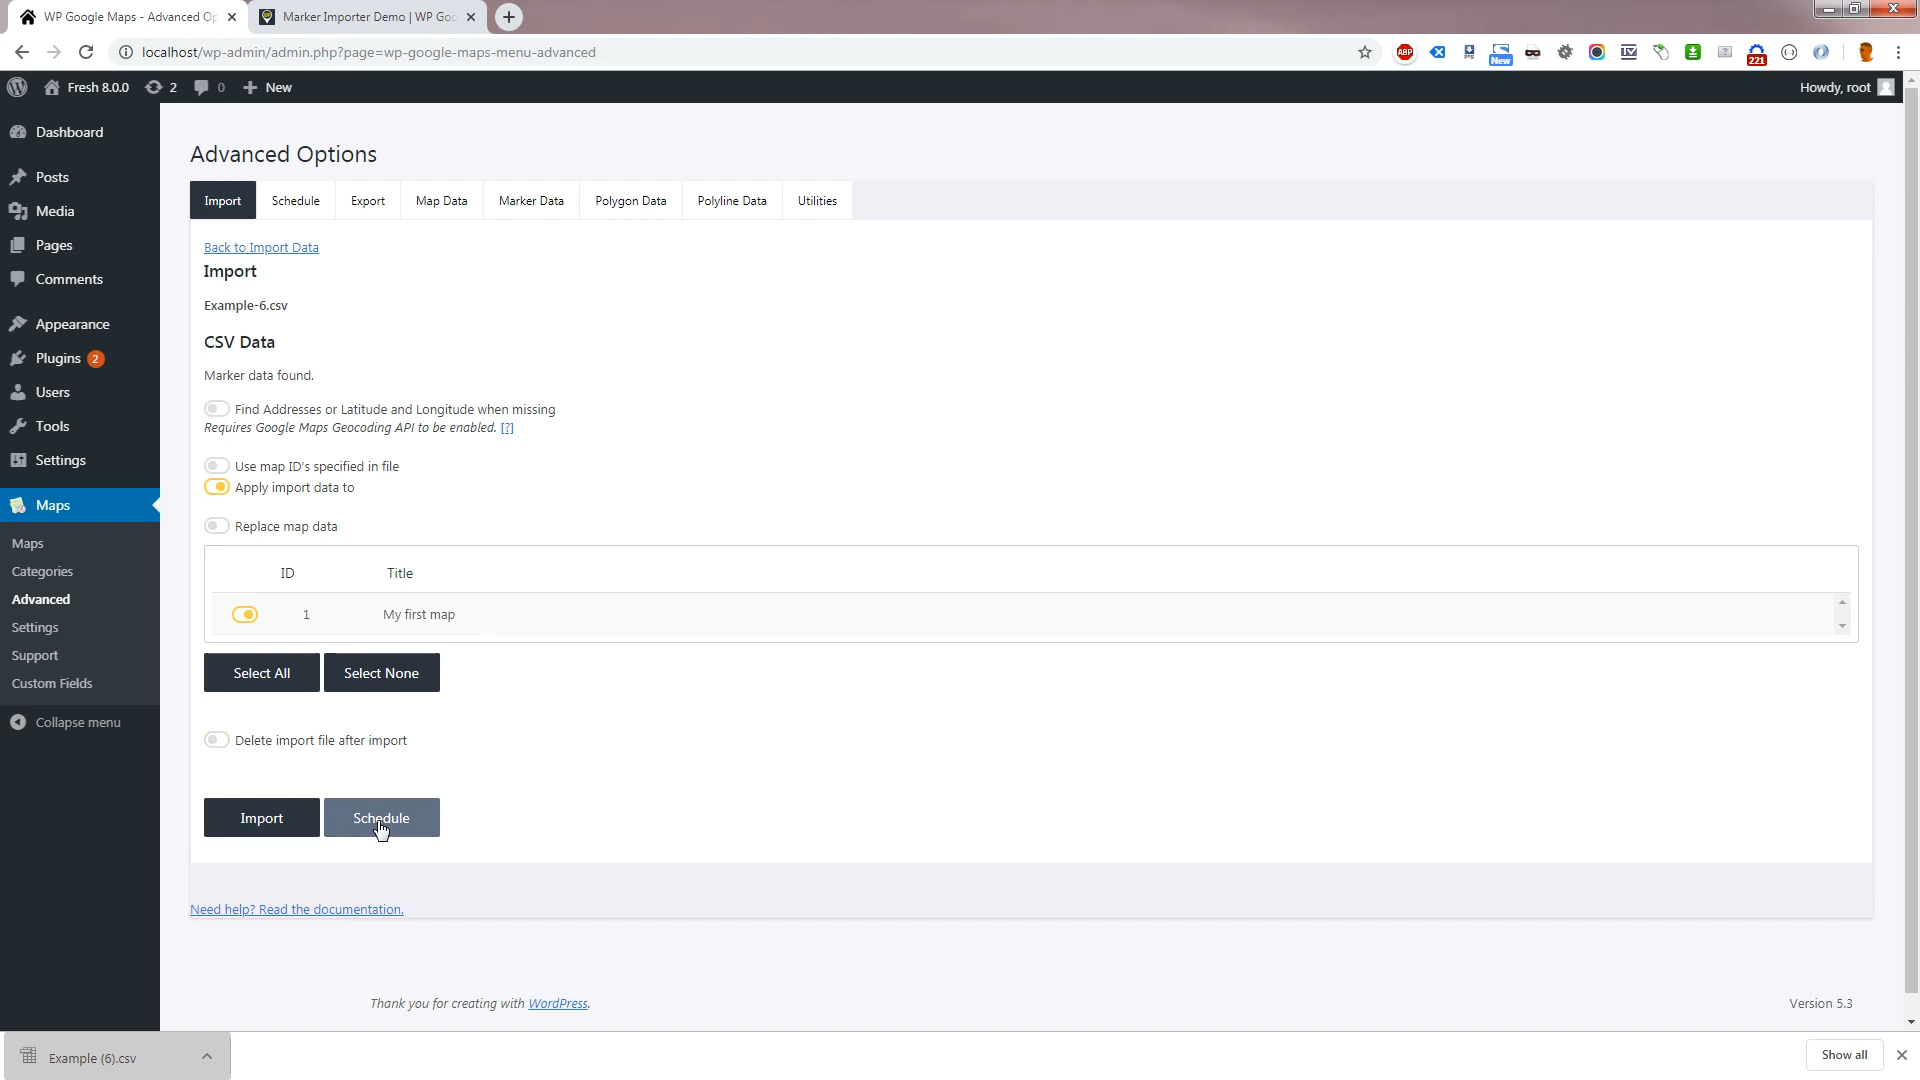 WP Google Maps - Advanced Op
Marker Importer Demo | WP Goo
localhost/wp-admin/admin.php?page=wp-google-maps-menu-advanced
ABP
New
221
Fresh 8.0.0
2
0
New
Howdy, root
Dashboard
Posts
Media
Pages
Comments
Appearance
Plugins 2
Users
Tools
Settings
Maps
Maps
Categories
Advanced
Settings
Support
Custom Fields
Collapse menu
Advanced Options
Import
Schedule
Export
Map Data
Marker Data
Polygon Data
Polyline Data
Utilities
Back to Import Data
Import
Example-6.csv
CSV Data
Marker data found.
Find Addresses or Latitude and Longitude when missing
Requires Google Maps Geocoding API to be enabled. [?]
Use map ID's specified in file
Apply import data to
Replace map data
ID Title
1 My first map
Select All
Select None
Delete import file after import
Import
Schedule
Need help? Read the documentation.
Thank you for creating with WordPress.
Version 5.3
Example (6).csv
Show all